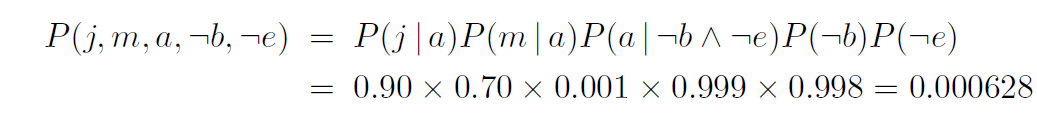 P(j, m, a, ¬b, ¬e) = P(j | a)P(m | a)P(a | ¬b ∧ ¬e)P(¬b)P(¬e)
= 0.90 × 0.70 × 0.001 × 0.999 × 0.998 = 0.000628